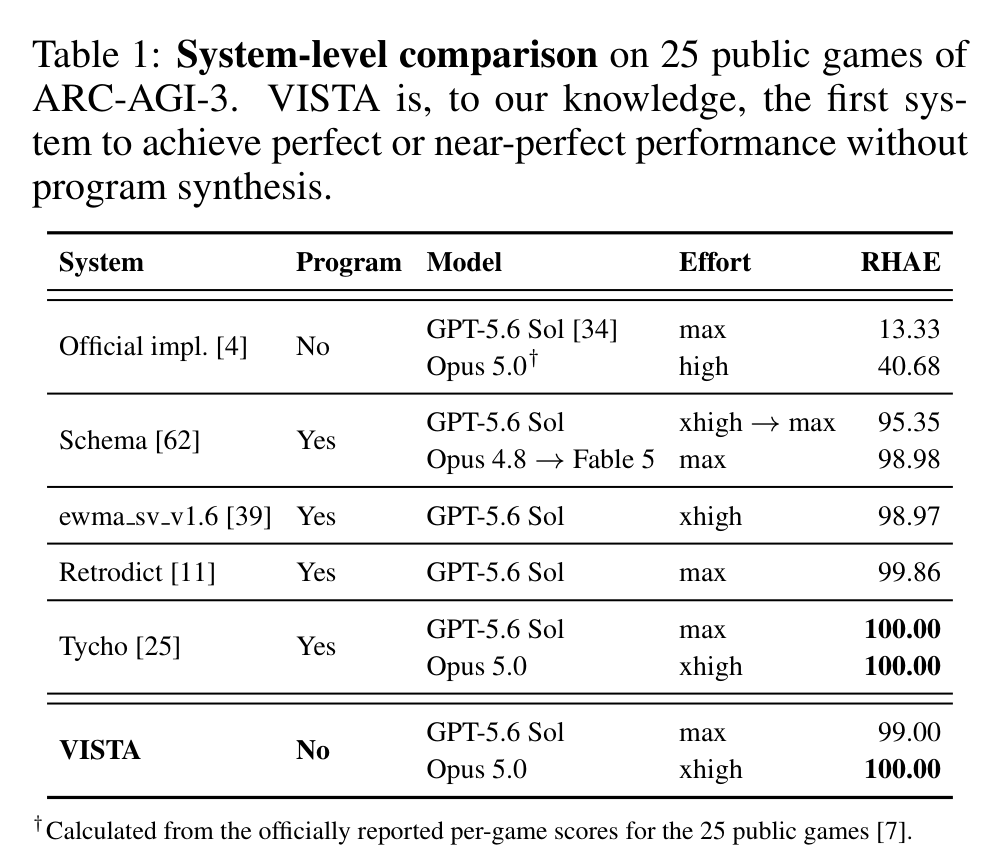 Table 1: System-level comparison on 25 public games of
ARC-AGI-3. VISTA is, to our knowledge, the first sys-
tem to achieve perfect or near-perfect performance without
program synthesis.
System Program Model Effort RHAE
Official impl. [4] No GPT-5.6 Sol [34] max 13.33
Opus 5.0† high 40.68
Schema [62] Yes GPT-5.6 Sol xhigh → max 95.35
Opus 4.8 → Fable 5 max 98.98
ewma_sv_v1.6 [39] Yes GPT-5.6 Sol xhigh 98.97
Retrodict [11] Yes GPT-5.6 Sol max 99.86
Tycho [25] Yes GPT-5.6 Sol max 100.00
Opus 5.0 xhigh 100.00
VISTA No GPT-5.6 Sol max 99.00
Opus 5.0 xhigh 100.00
†Calculated from the officially reported per-game scores for the 25 public games [7].